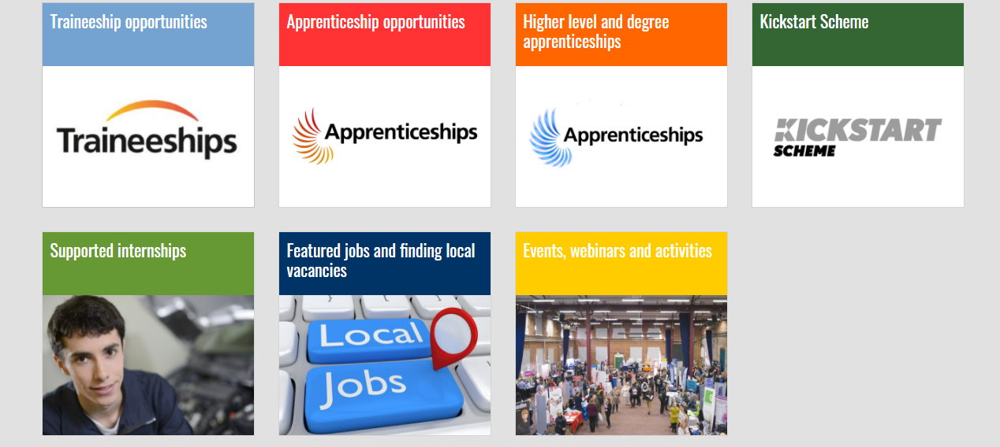 Traineeship opportunities
Apprenticeship opportunities
Higher level and degree
apprenticeships
Kickstart Scheme
Traineeships
Apprenticeships
Apprenticeships
KICKSTART
SCHEME
Supported internships
Featured jobs and finding local
vacancies
Events, webinars and activities
Local
Jobs